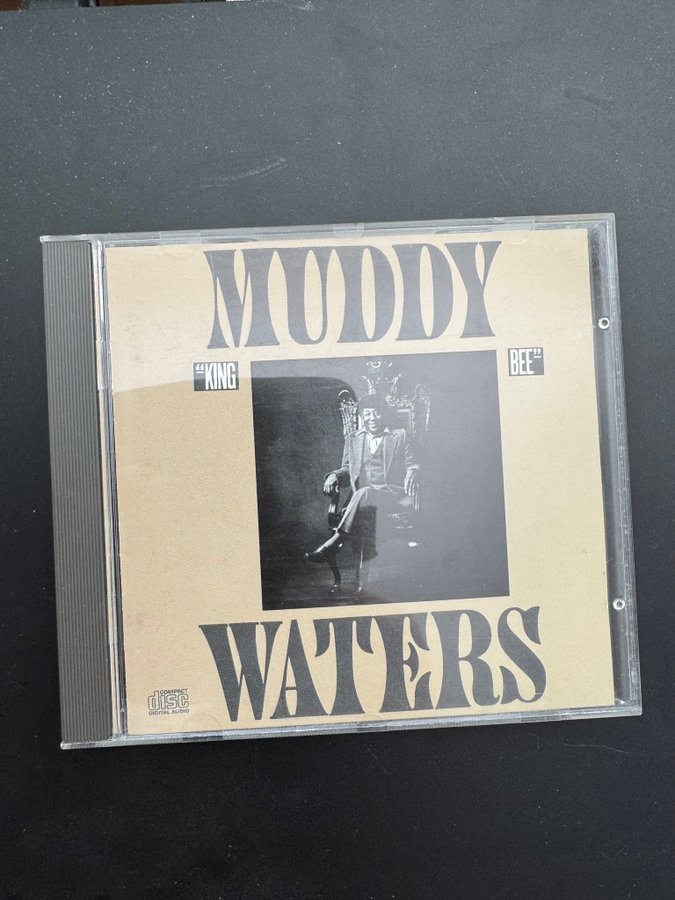 MUDDY
“KING
BEE”
WATERS
COMPACT
disc
DIGITAL AUDIO